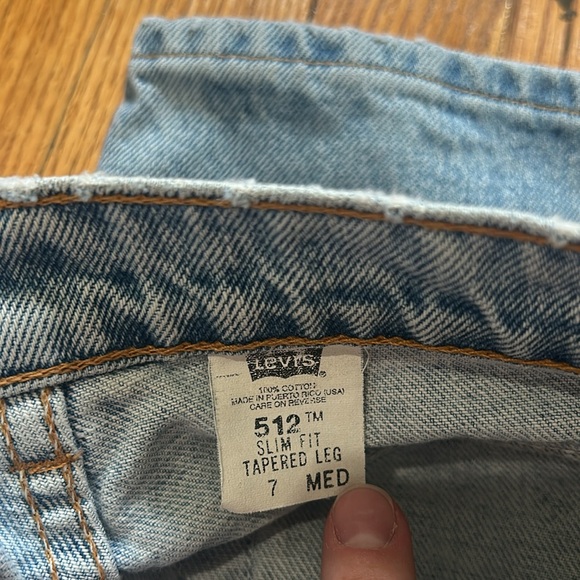 Levi's
100% COTTON
MADE IN PUERTO RICO (USA)
CARE ON REVERSE
512™
SLIM FIT
TAPERED LEG
7 MED